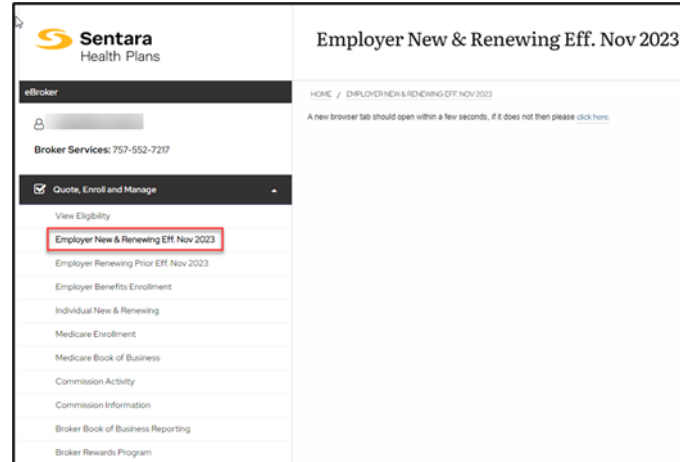 Sentara
Health Plans
Employer New & Renewing Eff. Nov 2023
eBroker
HOME / EMPLOYER NEW & RENEWING EFF. NOV 2023
A new browser tab should open within a few seconds, if it does not then please click here.
Broker Services: 757-552-7217
Quote, Enroll and Manage
View Eligibility
Employer New & Renewing Eff. Nov 2023
Employer Renewing Prior Eff. Nov 2023
Employer Benefits Enrollment
Individual New & Renewing
Medicare Enrollment
Medicare Book of Business
Commission Activity
Commission Information
Broker Book of Business Reporting
Broker Rewards Program